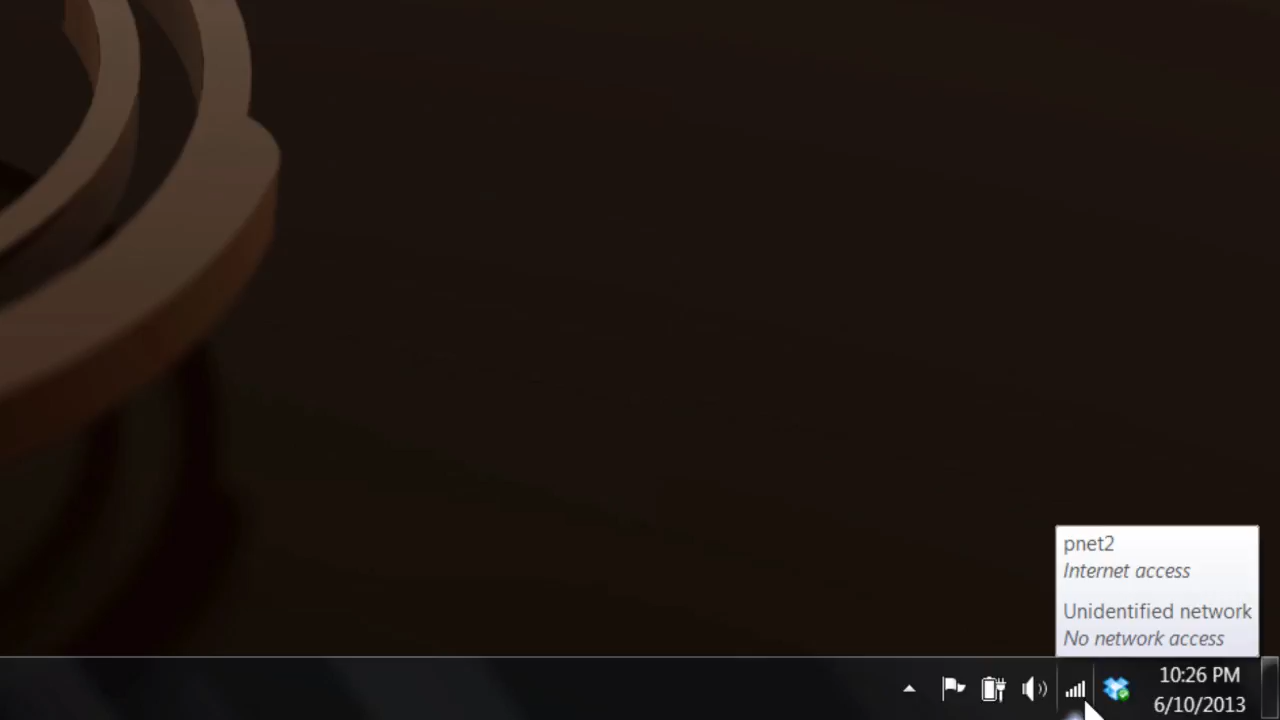 pnet2
Internet access
Unidentified network
No network access
10:26 PM
6/10/2013